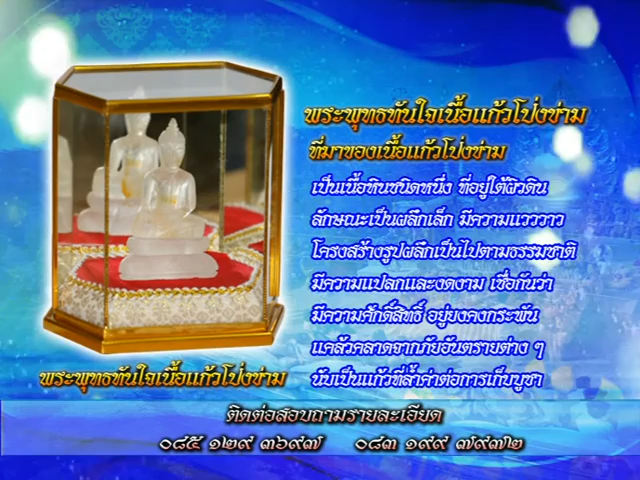 พระพุทธทันใจเนื้อแก้วโป่งข่าม
ที่มาของเนื้อแก้วโป่งข่าม
เป็นเนื้อหินชนิดหนึ่ง ที่อยู่ใต้ผิวดิน
ลักษณะเป็นผลึกเล็ก มีความแวววาว
โครงสร้างรูปผลึกเป็นไปตามธรรมชาติ
มีความแปลกและงดงาม เชื่อกันว่า
มีความศักดิ์สิทธิ์ อยู่ยงคงกระพัน
แคล้วคลาดจากภัยอันตรายต่าง ๆ
นับเป็นแก้วที่ล้ำค่าต่อการเก็บบูชา
พระพุทธทันใจเนื้อแก้วโป่งข่าม
ติดต่อสอบถามรายละเอียด
๐๘๕ ๑๒๙ ๓๖๙๗ ๐๘๓ ๑๙๙ ๗๙๗๒